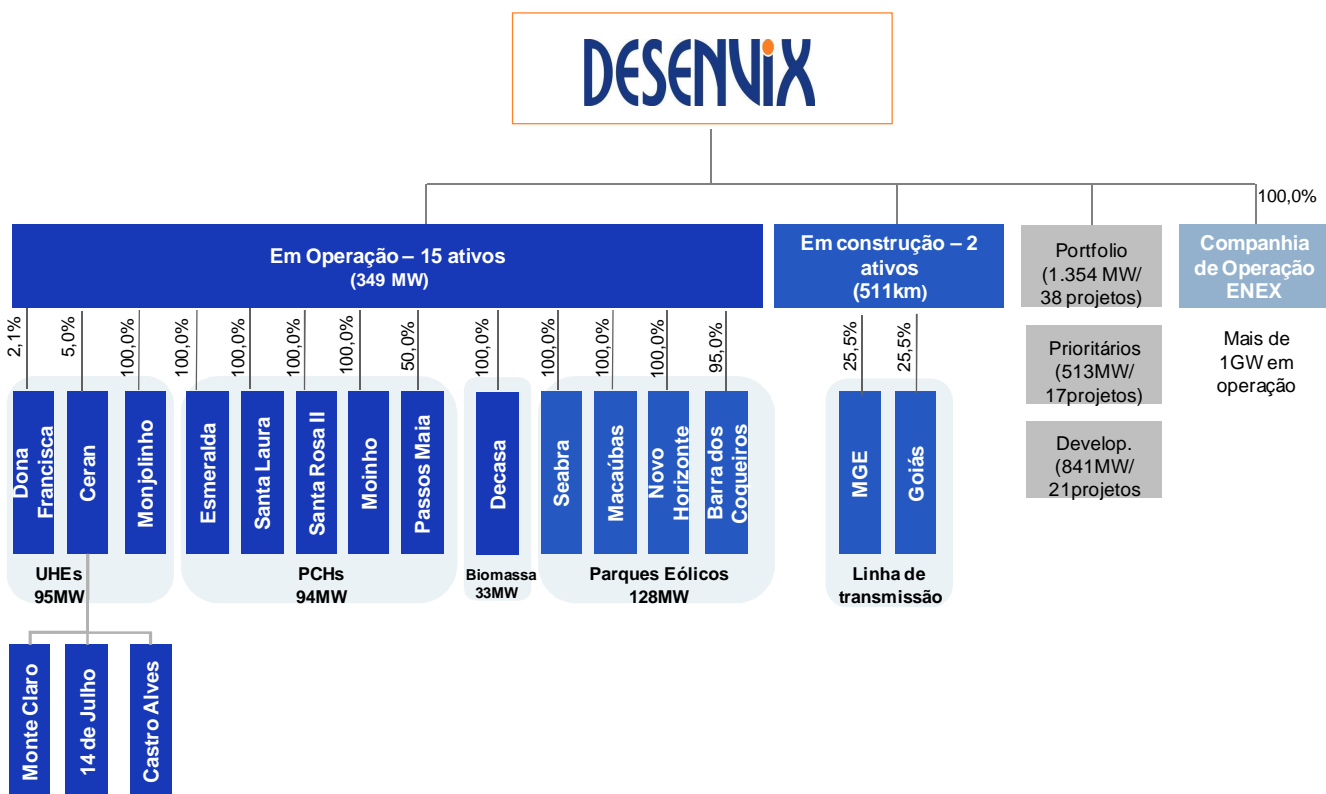 DESENViX
100,0%
Em Operação – 15 ativos
(349 MW)
Em construção – 2
ativos
(511km)
Portfolio
(1.354 MW/
38 projetos)
Companhia
de Operação
ENEX
Prioritários
(513MW/
17projetos)
Mais de
1GW em
operação
Develop.
(841MW/
21projetos
2,1%
5,0%
100,0%
100,0%
100,0%
100,0%
100,0%
50,0%
100,0%
100,0%
100,0%
100,0%
95,0%
25,5%
25,5%
Dona
Francisca
Ceran
Monjolinho
Esmeralda
Santa Laura
Santa Rosa II
Moinho
Passos Maia
Decasa
Seabra
Macaúbas
Novo
Horizonte
Barra dos
Coqueiros
MGE
Goiás
UHEs
95MW
PCHs
94MW
Biomassa
33MW
Parques Eólicos
128MW
Linha de
transmissão
Monte Claro
14 de Julho
Castro Alves